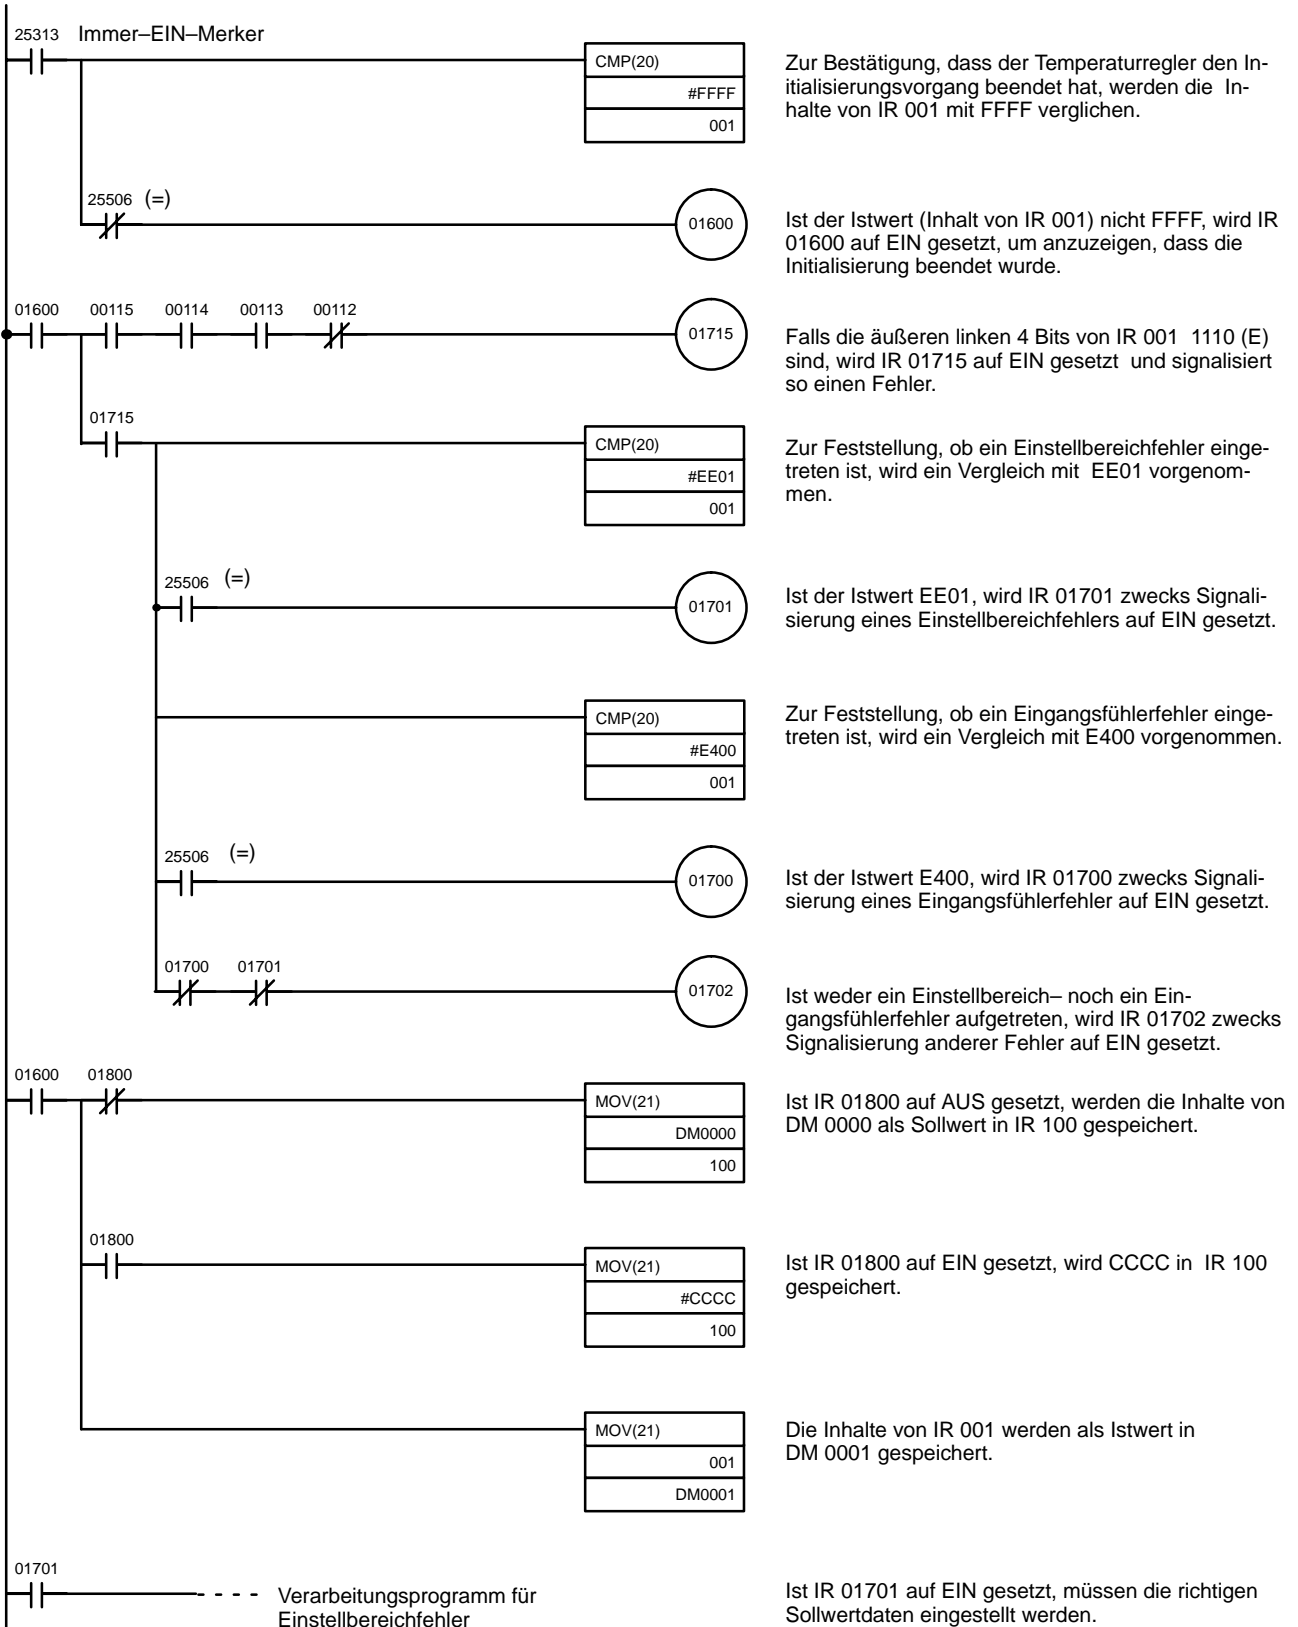 25313 Immer–EIN–Merker
CMP(20)
#FFFF
001
Zur Bestätigung, dass der Temperaturregler den In-
itialisierungsvorgang beendet hat, werden die In-
halte von IR 001 mit FFFF verglichen.
25506 (=)
01600
Ist der Istwert (Inhalt von IR 001) nicht FFFF, wird IR
01600 auf EIN gesetzt, um anzuzeigen, dass die
Initialisierung beendet wurde.
01600 00115 00114 00113 00112
01715
Falls die äußeren linken 4 Bits von IR 001 1110 (E)
sind, wird IR 01715 auf EIN gesetzt und signalisiert
so einen Fehler.
01715
CMP(20)
#EE01
001
Zur Feststellung, ob ein Einstellbereichfehler einge-
treten ist, wird ein Vergleich mit EE01 vorgenom-
men.
25506 (=)
01701
Ist der Istwert EE01, wird IR 01701 zwecks Signali-
sierung eines Einstellbereichfehlers auf EIN gesetzt.
CMP(20)
#E400
001
Zur Feststellung, ob ein Eingangsfühlerfehler einge-
treten ist, wird ein Vergleich mit E400 vorgenommen.
25506 (=)
01700
Ist der Istwert E400, wird IR 01700 zwecks Signali-
sierung eines Eingangsfühlerfehler auf EIN gesetzt.
01700 01701
01702
Ist weder ein Einstellbereich– noch ein Ein-
gangsfühlerfehler aufgetreten, wird IR 01702 zwecks
Signalisierung anderer Fehler auf EIN gesetzt.
01600 01800
MOV(21)
DM0000
100
Ist IR 01800 auf AUS gesetzt, werden die Inhalte von
DM 0000 als Sollwert in IR 100 gespeichert.
01800
MOV(21)
#CCCC
100
Ist IR 01800 auf EIN gesetzt, wird CCCC in IR 100
gespeichert.
MOV(21)
001
DM0001
Die Inhalte von IR 001 werden als Istwert in
DM 0001 gespeichert.
01701
Verarbeitungsprogramm für
Einstellbereichfehler
Ist IR 01701 auf EIN gesetzt, müssen die richtigen
Sollwertdaten eingestellt werden.